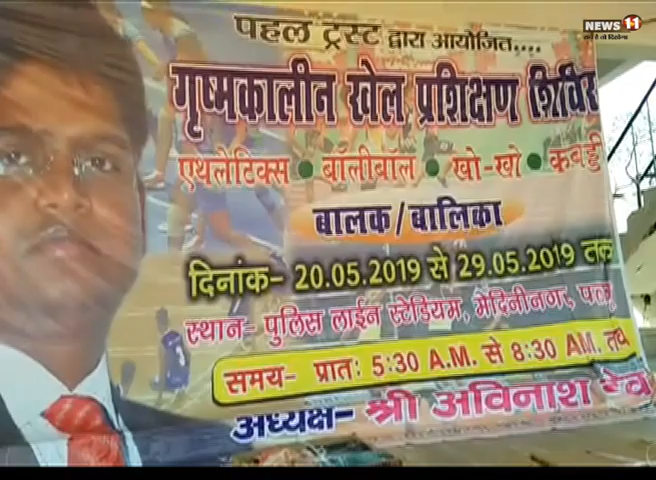 NEWS 11
पहल ट्रस्ट द्वारा आयोजित....
गृष्मकालीन खेल प्रशिक्षण शिविर
एथलेटिक्स • बॉलीबॉल • खो-खो • कबड्डी
बालक/बालिका
दिनांक- 20.05.2019 से 29.05.2019 तक
स्थान- पुलिस लाईन स्टेडियम, मेदिनीनगर, पलामू
समय- प्रातः 5:30 A.M. से 8:30 AM. तक
अध्यक्ष- श्री अविनाश देव